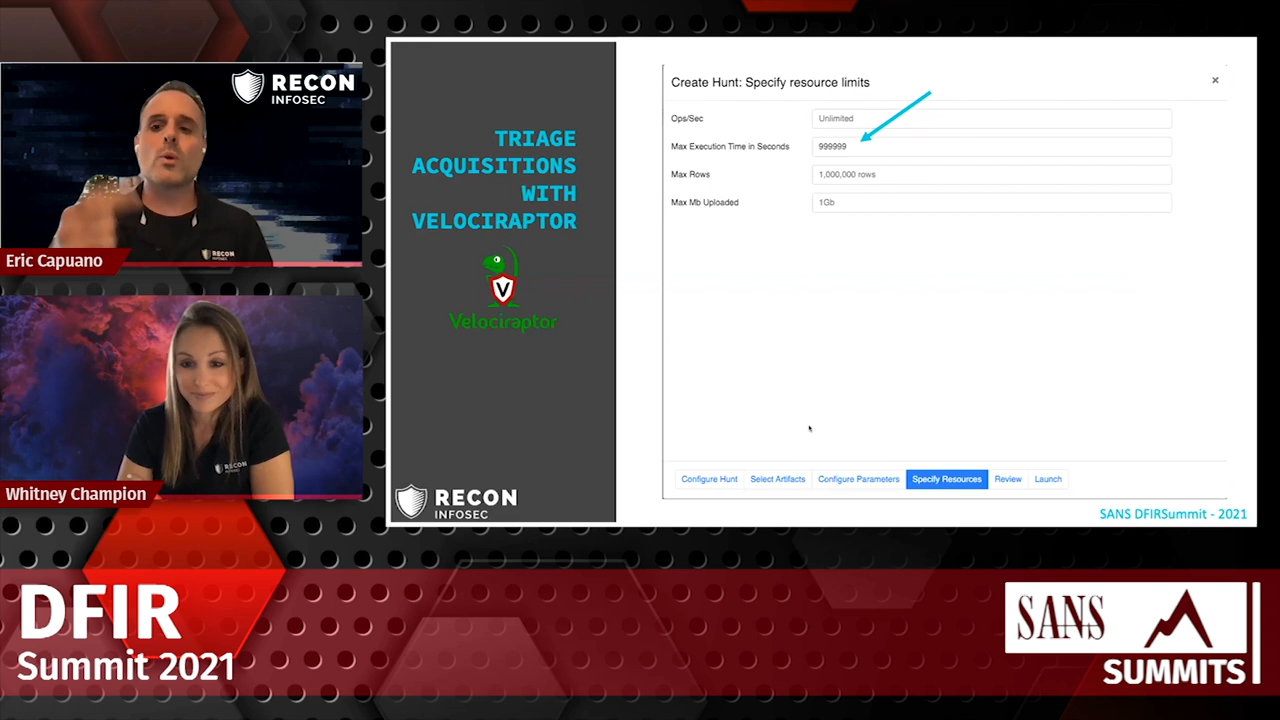 RECON
INFOSEC
RECON
Eric Capuano
RECON
Whitney Champion
TRIAGE
ACQUISITIONS
WITH
VELOCIRAPTOR
V
Velociraptor
RECON
INFOSEC
Create Hunt: Specify resource limits
×
Ops/Sec
Unlimited
Max Execution Time in Seconds
999999
Max Rows
1,000,000 rows
Max Mb Uploaded
1Gb
Configure Hunt
Select Artifacts
Configure Parameters
Specify Resources
Review
Launch
SANS DFIRSummit - 2021
DFIR
Summit 2021
SANS
SUMMITS